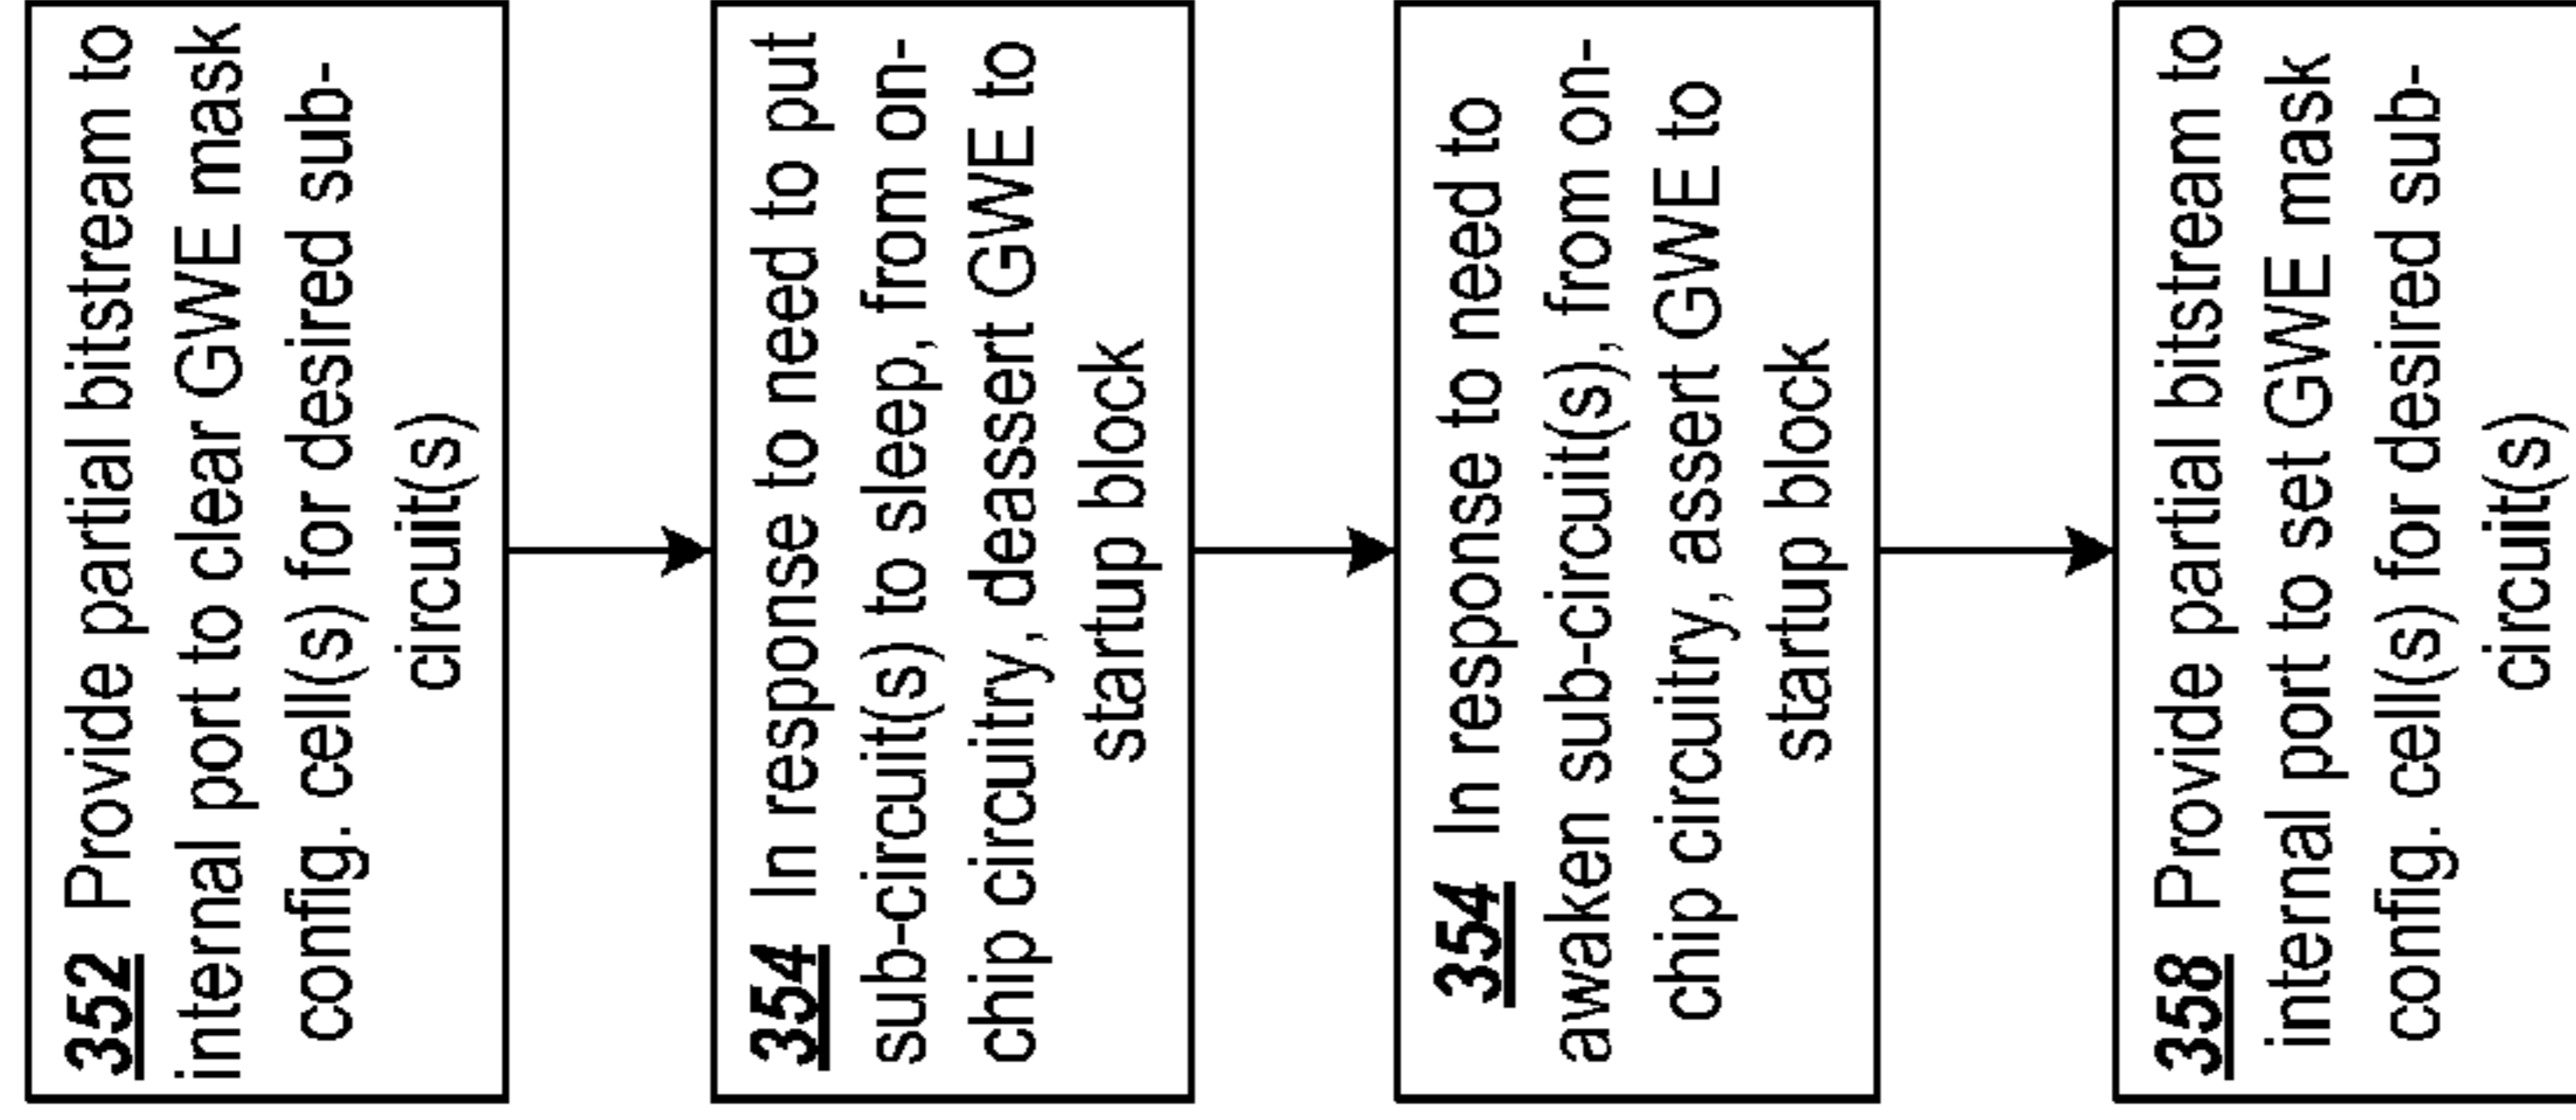 352 Provide partial bitstream to
internal port to clear GWE mask
config. cell(s) for desired sub-
circuit(s)
354 In response to need to put
sub-circuit(s) to sleep, from on-
chip circuitry, deassert GWE to
startup block
354 In response to need to
awaken sub-circuit(s), from on-
chip circuitry, assert GWE to
startup block
358 Provide partial bitstream to
internal port to set GWE mask
config. cell(s) for desired sub-
circuit(s)